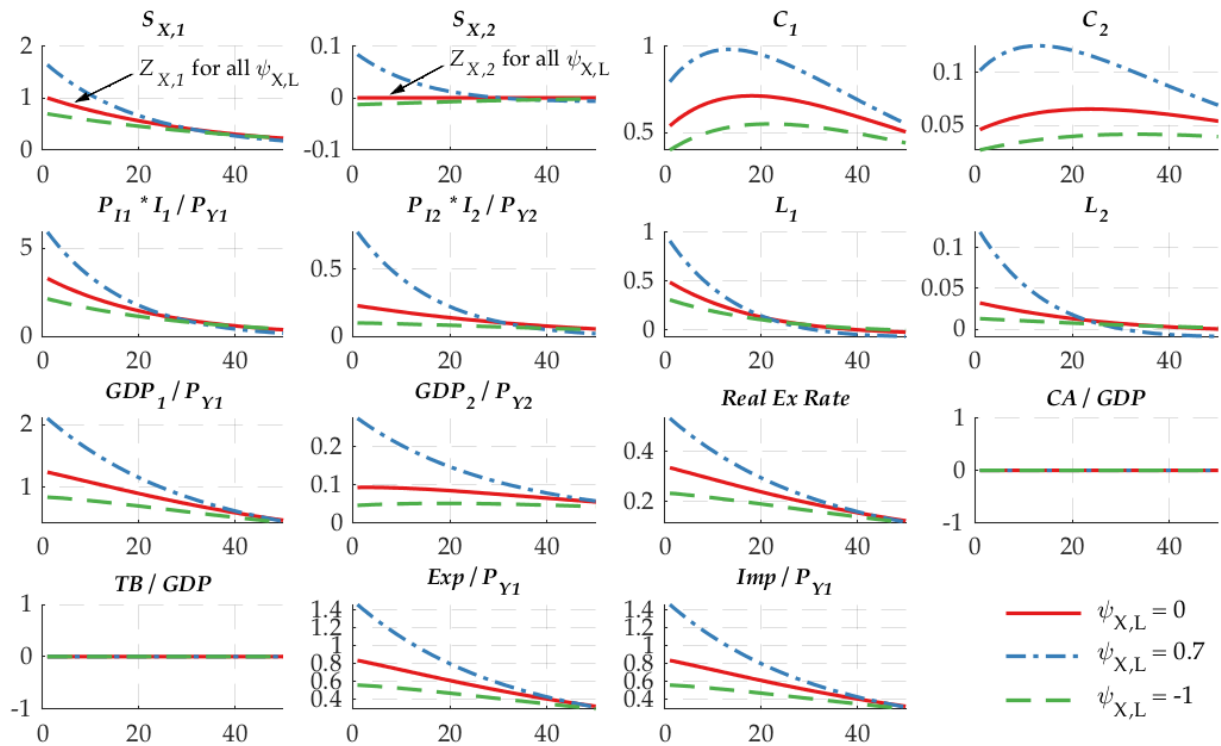 S_{X,1} S_{X,2} C_1 C_2
2 0.1 1 0.1
Z_{X,1} for all ψ_{X,L} Z_{X,2} for all ψ_{X,L}
1 0 0.5 0.05
0 -0.1
0 20 40 0 20 40 0 20 40 0 20 40
P_{I1} * I_1 / P_{Y1} P_{I2} * I_2 / P_{Y2} L_1 L_2
5 0.5 1 0.1
0.5 0.05
0 0 0 0
0 20 40 0 20 40 0 20 40 0 20 40
GDP_1 / P_{Y1} GDP_2 / P_{Y2} Real Ex Rate CA / GDP
2 0.2 0.4 1
1 0.1 0.2 0
0 -1
0 20 40 0 20 40 0 20 40 0 20 40
TB / GDP Exp / P_{Y1} Imp / P_{Y1}
1 1.4 1.4
1.2 1.2
1 1
0 0.8 0.8
0.6 0.6
-1 0.4 0.4
0 20 40 0 20 40 0 20 40
ψ_{X,L} = 0
ψ_{X,L} = 0.7
ψ_{X,L} = -1